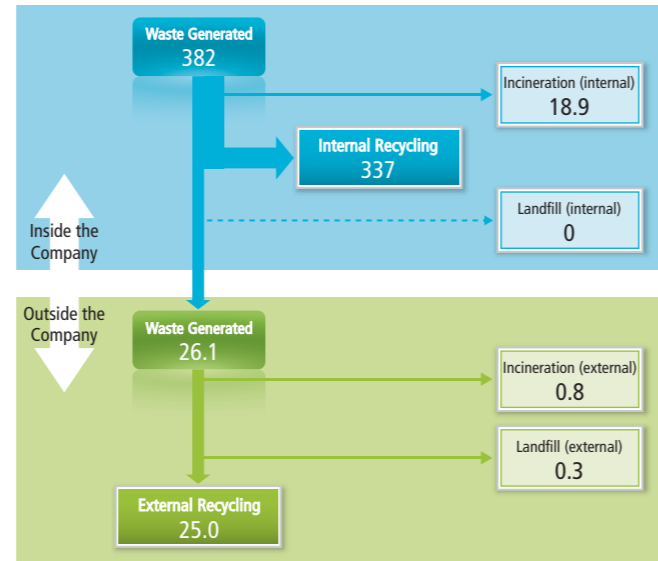 Waste Generated
382
Incineration (internal)
18.9
Internal Recycling
337
Landfill (internal)
0
Inside the
Company
Outside the
Company
Waste Generated
26.1
Incineration (external)
0.8
Landfill (external)
0.3
External Recycling
25.0